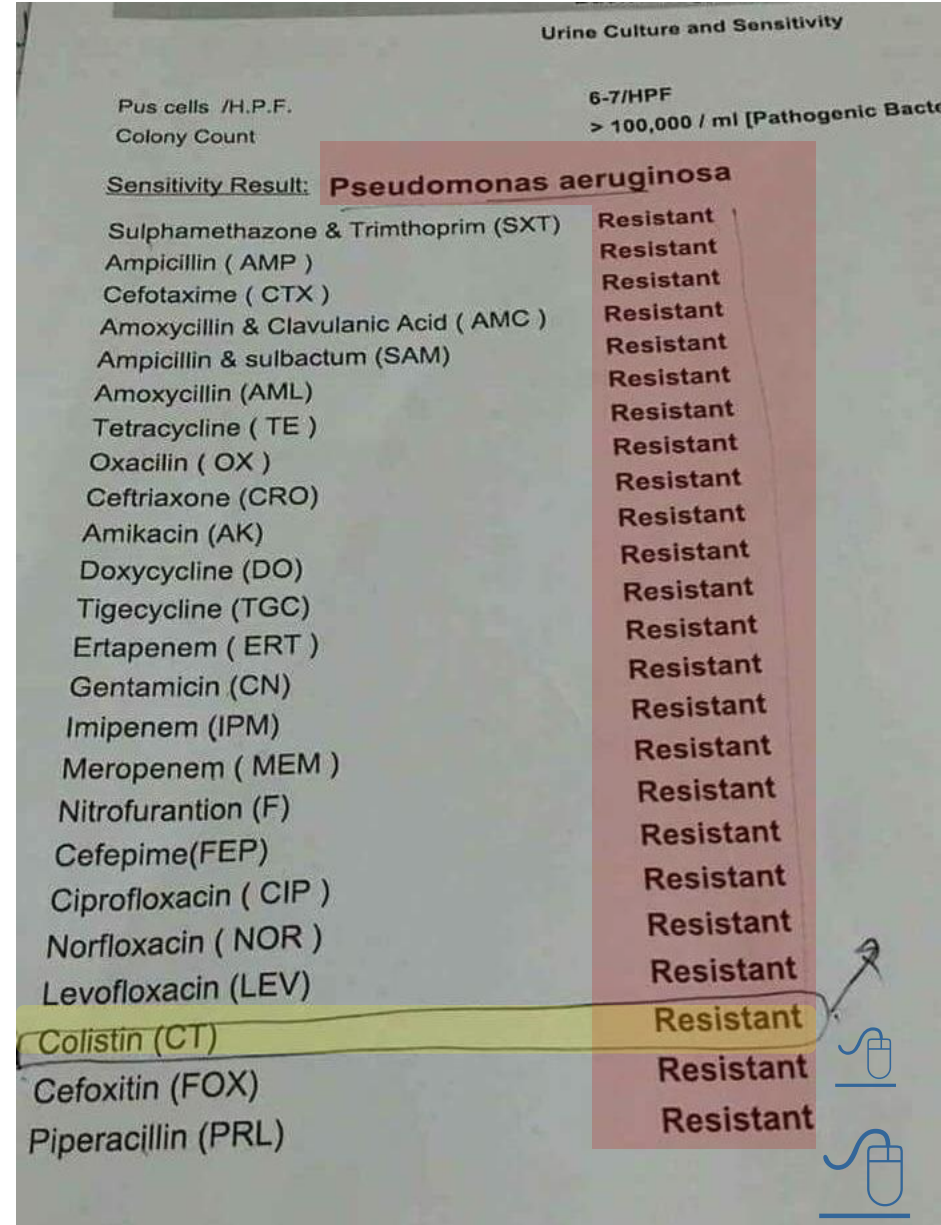 Urine Culture and Sensitivity
Pus cells /H.P.F. 6-7/HPF
Colony Count > 100,000 / ml [Pathogenic Bacte
Sensitivity Result: Pseudomonas aeruginosa
Sulphamethazone & Trimthoprim (SXT) Resistant
Ampicillin ( AMP ) Resistant
Cefotaxime ( CTX ) Resistant
Amoxycillin & Clavulanic Acid ( AMC ) Resistant
Ampicillin & sulbactum (SAM) Resistant
Amoxycillin (AML) Resistant
Tetracycline ( TE ) Resistant
Oxacilin ( OX ) Resistant
Ceftriaxone (CRO) Resistant
Amikacin (AK) Resistant
Doxycycline (DO) Resistant
Tigecycline (TGC) Resistant
Ertapenem ( ERT ) Resistant
Gentamicin (CN) Resistant
Imipenem (IPM) Resistant
Meropenem ( MEM ) Resistant
Nitrofurantion (F) Resistant
Cefepime(FEP) Resistant
Ciprofloxacin ( CIP ) Resistant
Norfloxacin ( NOR ) Resistant
Levofloxacin (LEV) Resistant
Colistin (CT) Resistant
Cefoxitin (FOX) Resistant
Piperacillin (PRL) Resistant